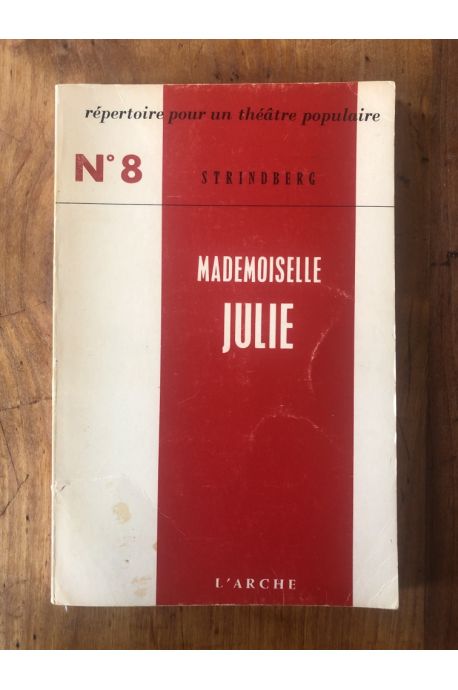 répertoire pour un théâtre populaire
N° 8
STRINDBERG
MADEMOISELLE
JULIE
L'ARCHE